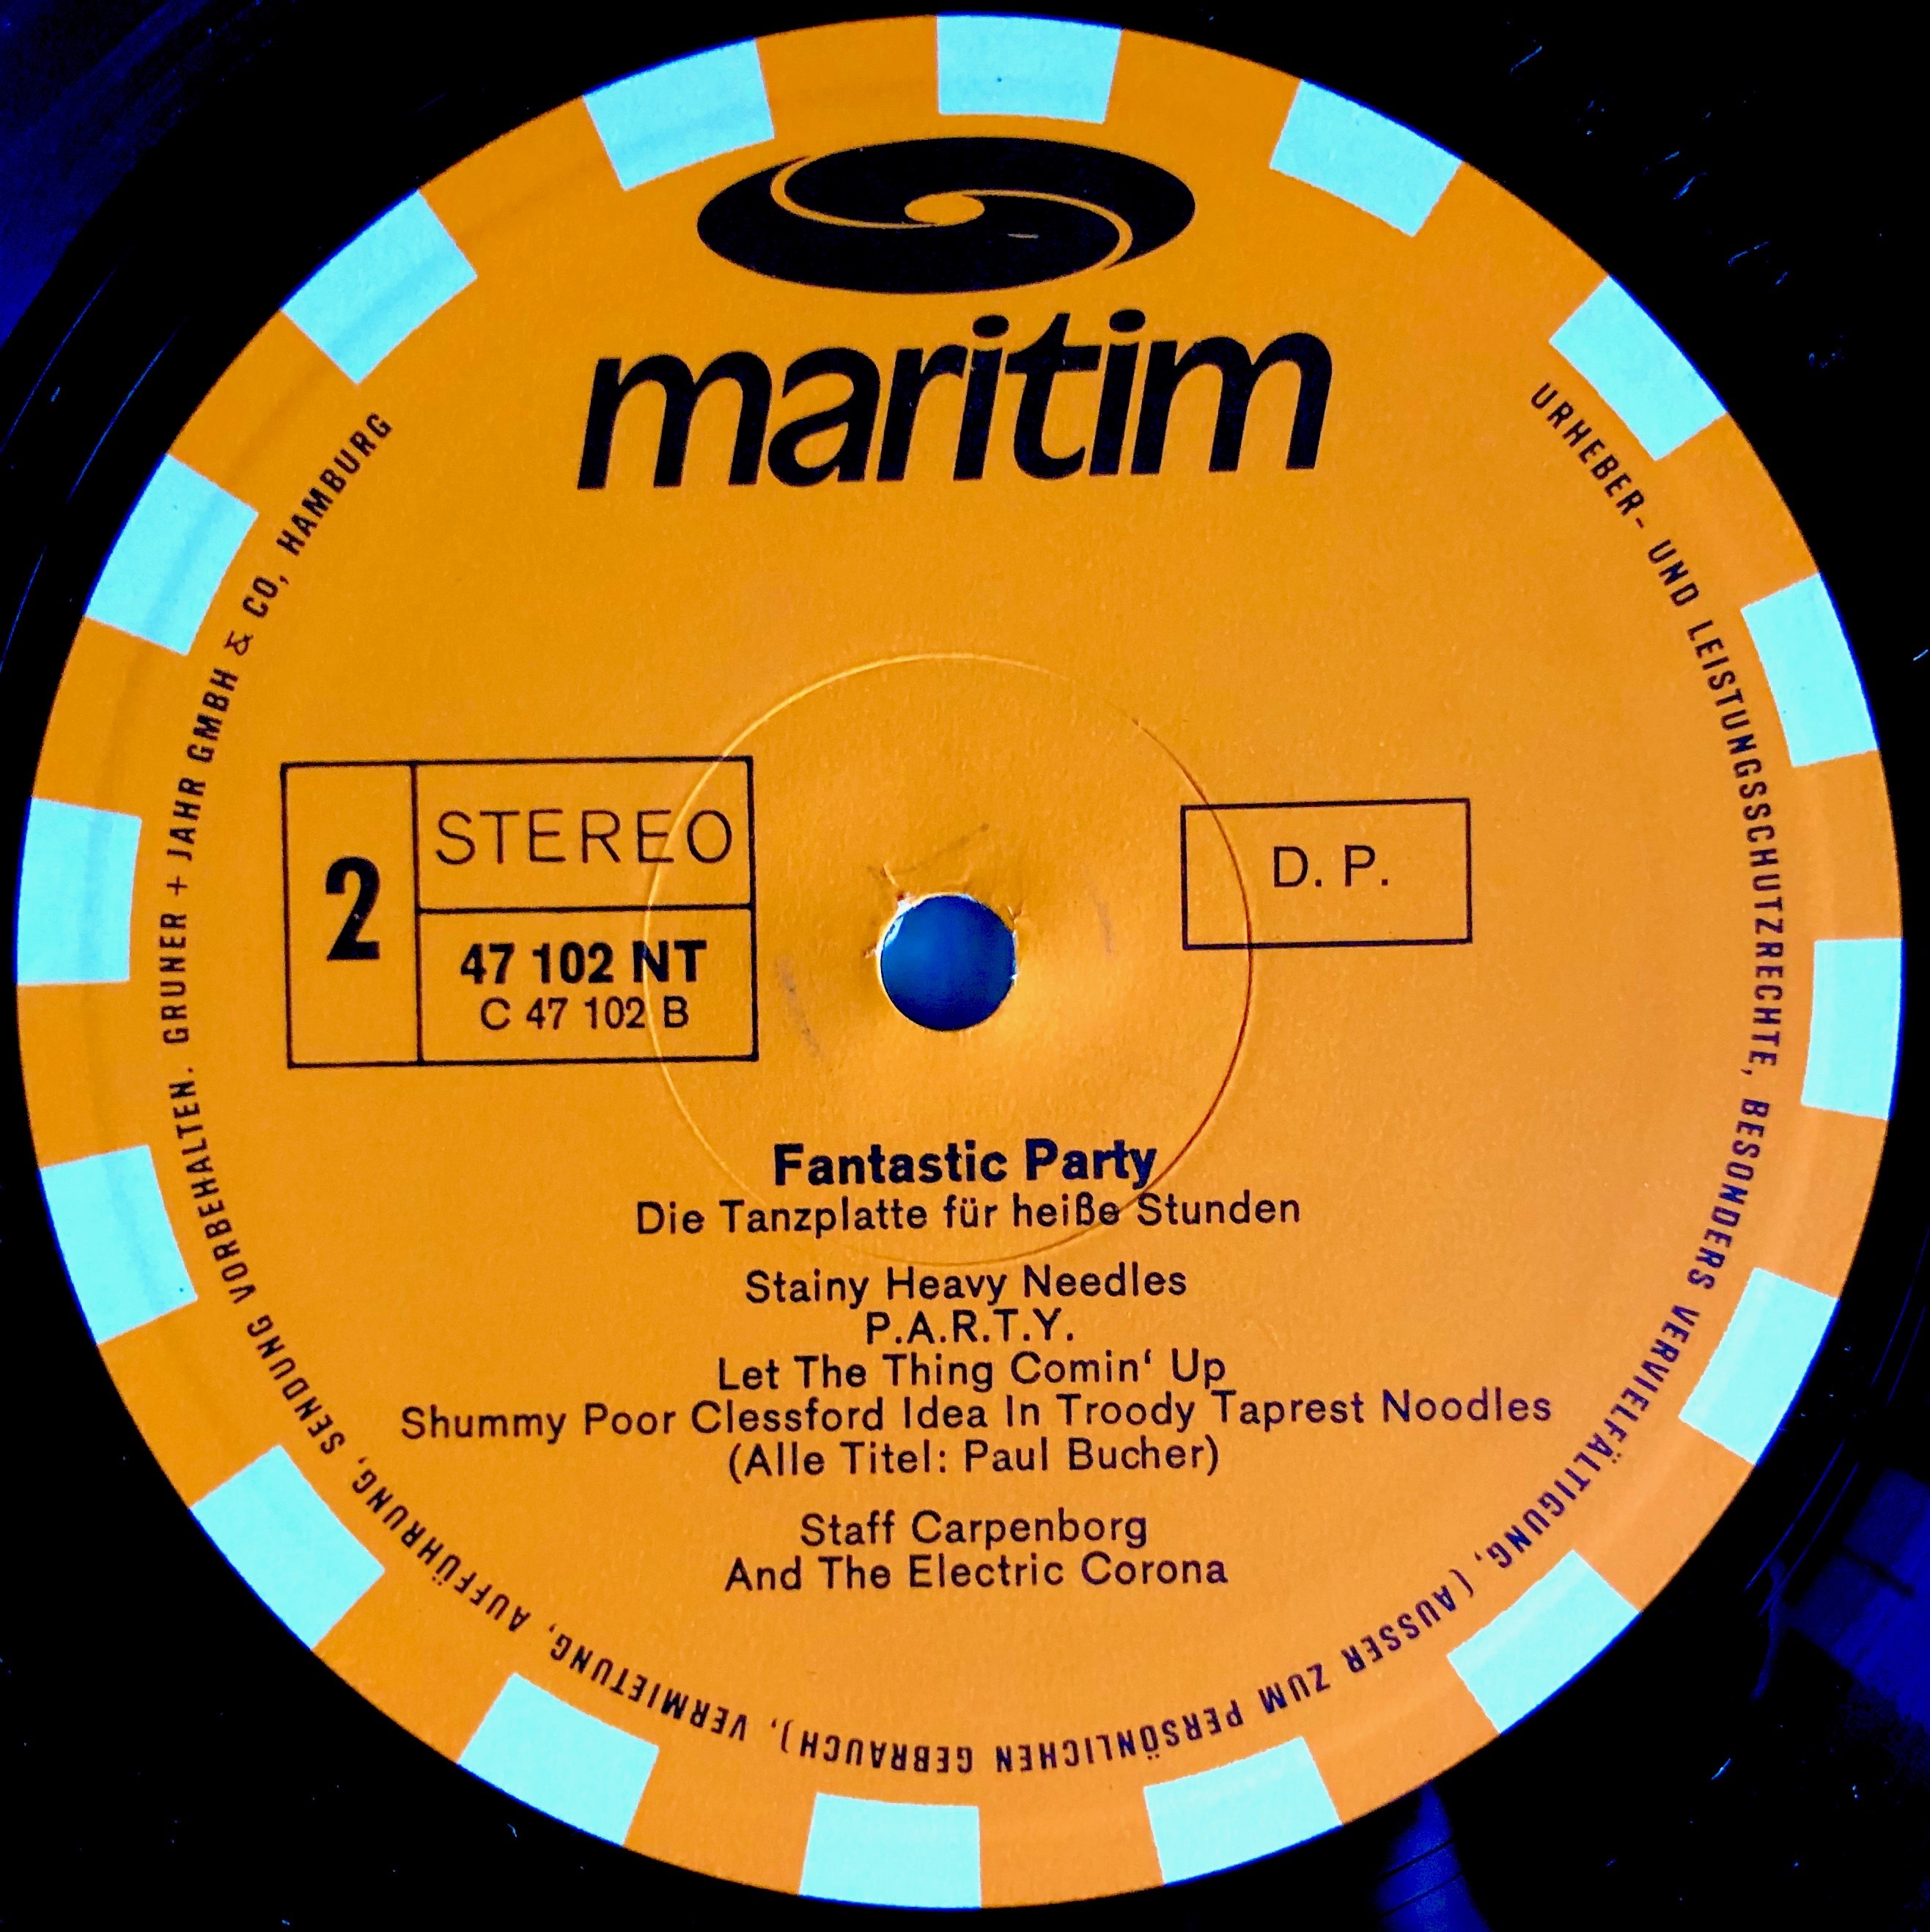 maritim
2
STEREO
47 102 NT
C 47 102 B
D. P.
Fantastic Party
Die Tanzplatte für heiße Stunden
Stainy Heavy Needles
P.A.R.T.Y.
Let The Thing Comin‘ Up
Shummy Poor Clessford Idea In Troody Taprest Noodles
(Alle Titel: Paul Bucher)
Staff Carpenborg
And The Electric Corona
URHEBER- UND LEISTUNGSSCHUTZRECHTE, BESONDERS VERVIELFÄLTIGUNG, (AUSSER ZUM PERSÖNLICHEN GEBRAUCH), VERMIETUNG, AUFFÜHRUNG, SENDUNG VORBEHALTEN. GRUNER + JAHR GMBH & CO, HAMBURG